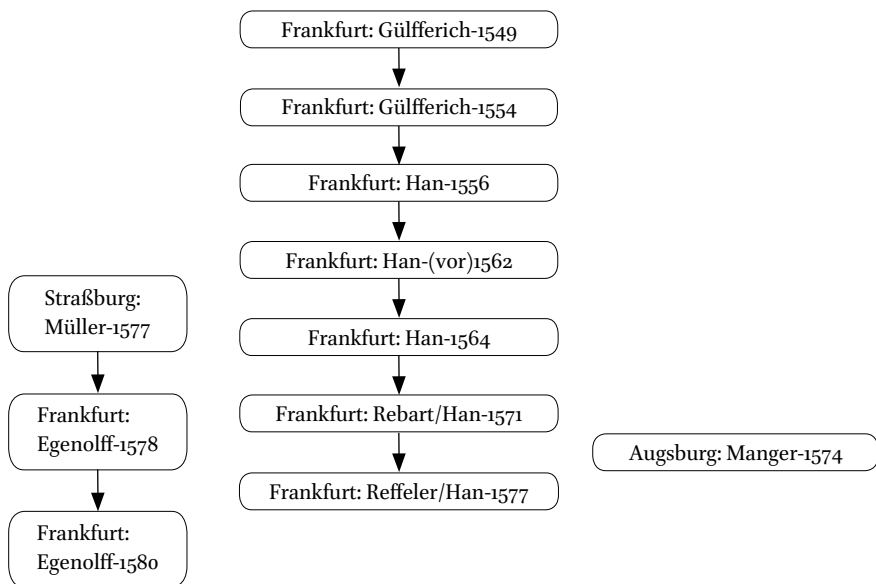 Frankfurt: Gülfferich-1549
Frankfurt: Gülfferich-1554
Frankfurt: Han-1556
Frankfurt: Han-(vor)1562
Straßburg:
Müller-1577
Frankfurt: Han-1564
Frankfurt:
Egenolff-1578
Frankfurt: Rebart/Han-1571
Augsburg: Manger-1574
Frankfurt: Reffeler/Han-1577
Frankfurt:
Egenolff-1580